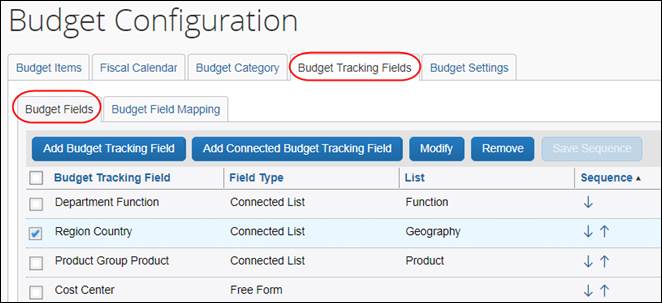 Budget Configuration
Budget Items Fiscal Calendar Budget Category Budget Tracking Fields Budget Settings
Budget Fields Budget Field Mapping
Add Budget Tracking Field Add Connected Budget Tracking Field Modify Remove Save Sequence
Budget Tracking Field Field Type List Sequence
Department Function Connected List Function
Region Country Connected List Geography
Product Group Product Connected List Product
Cost Center Free Form